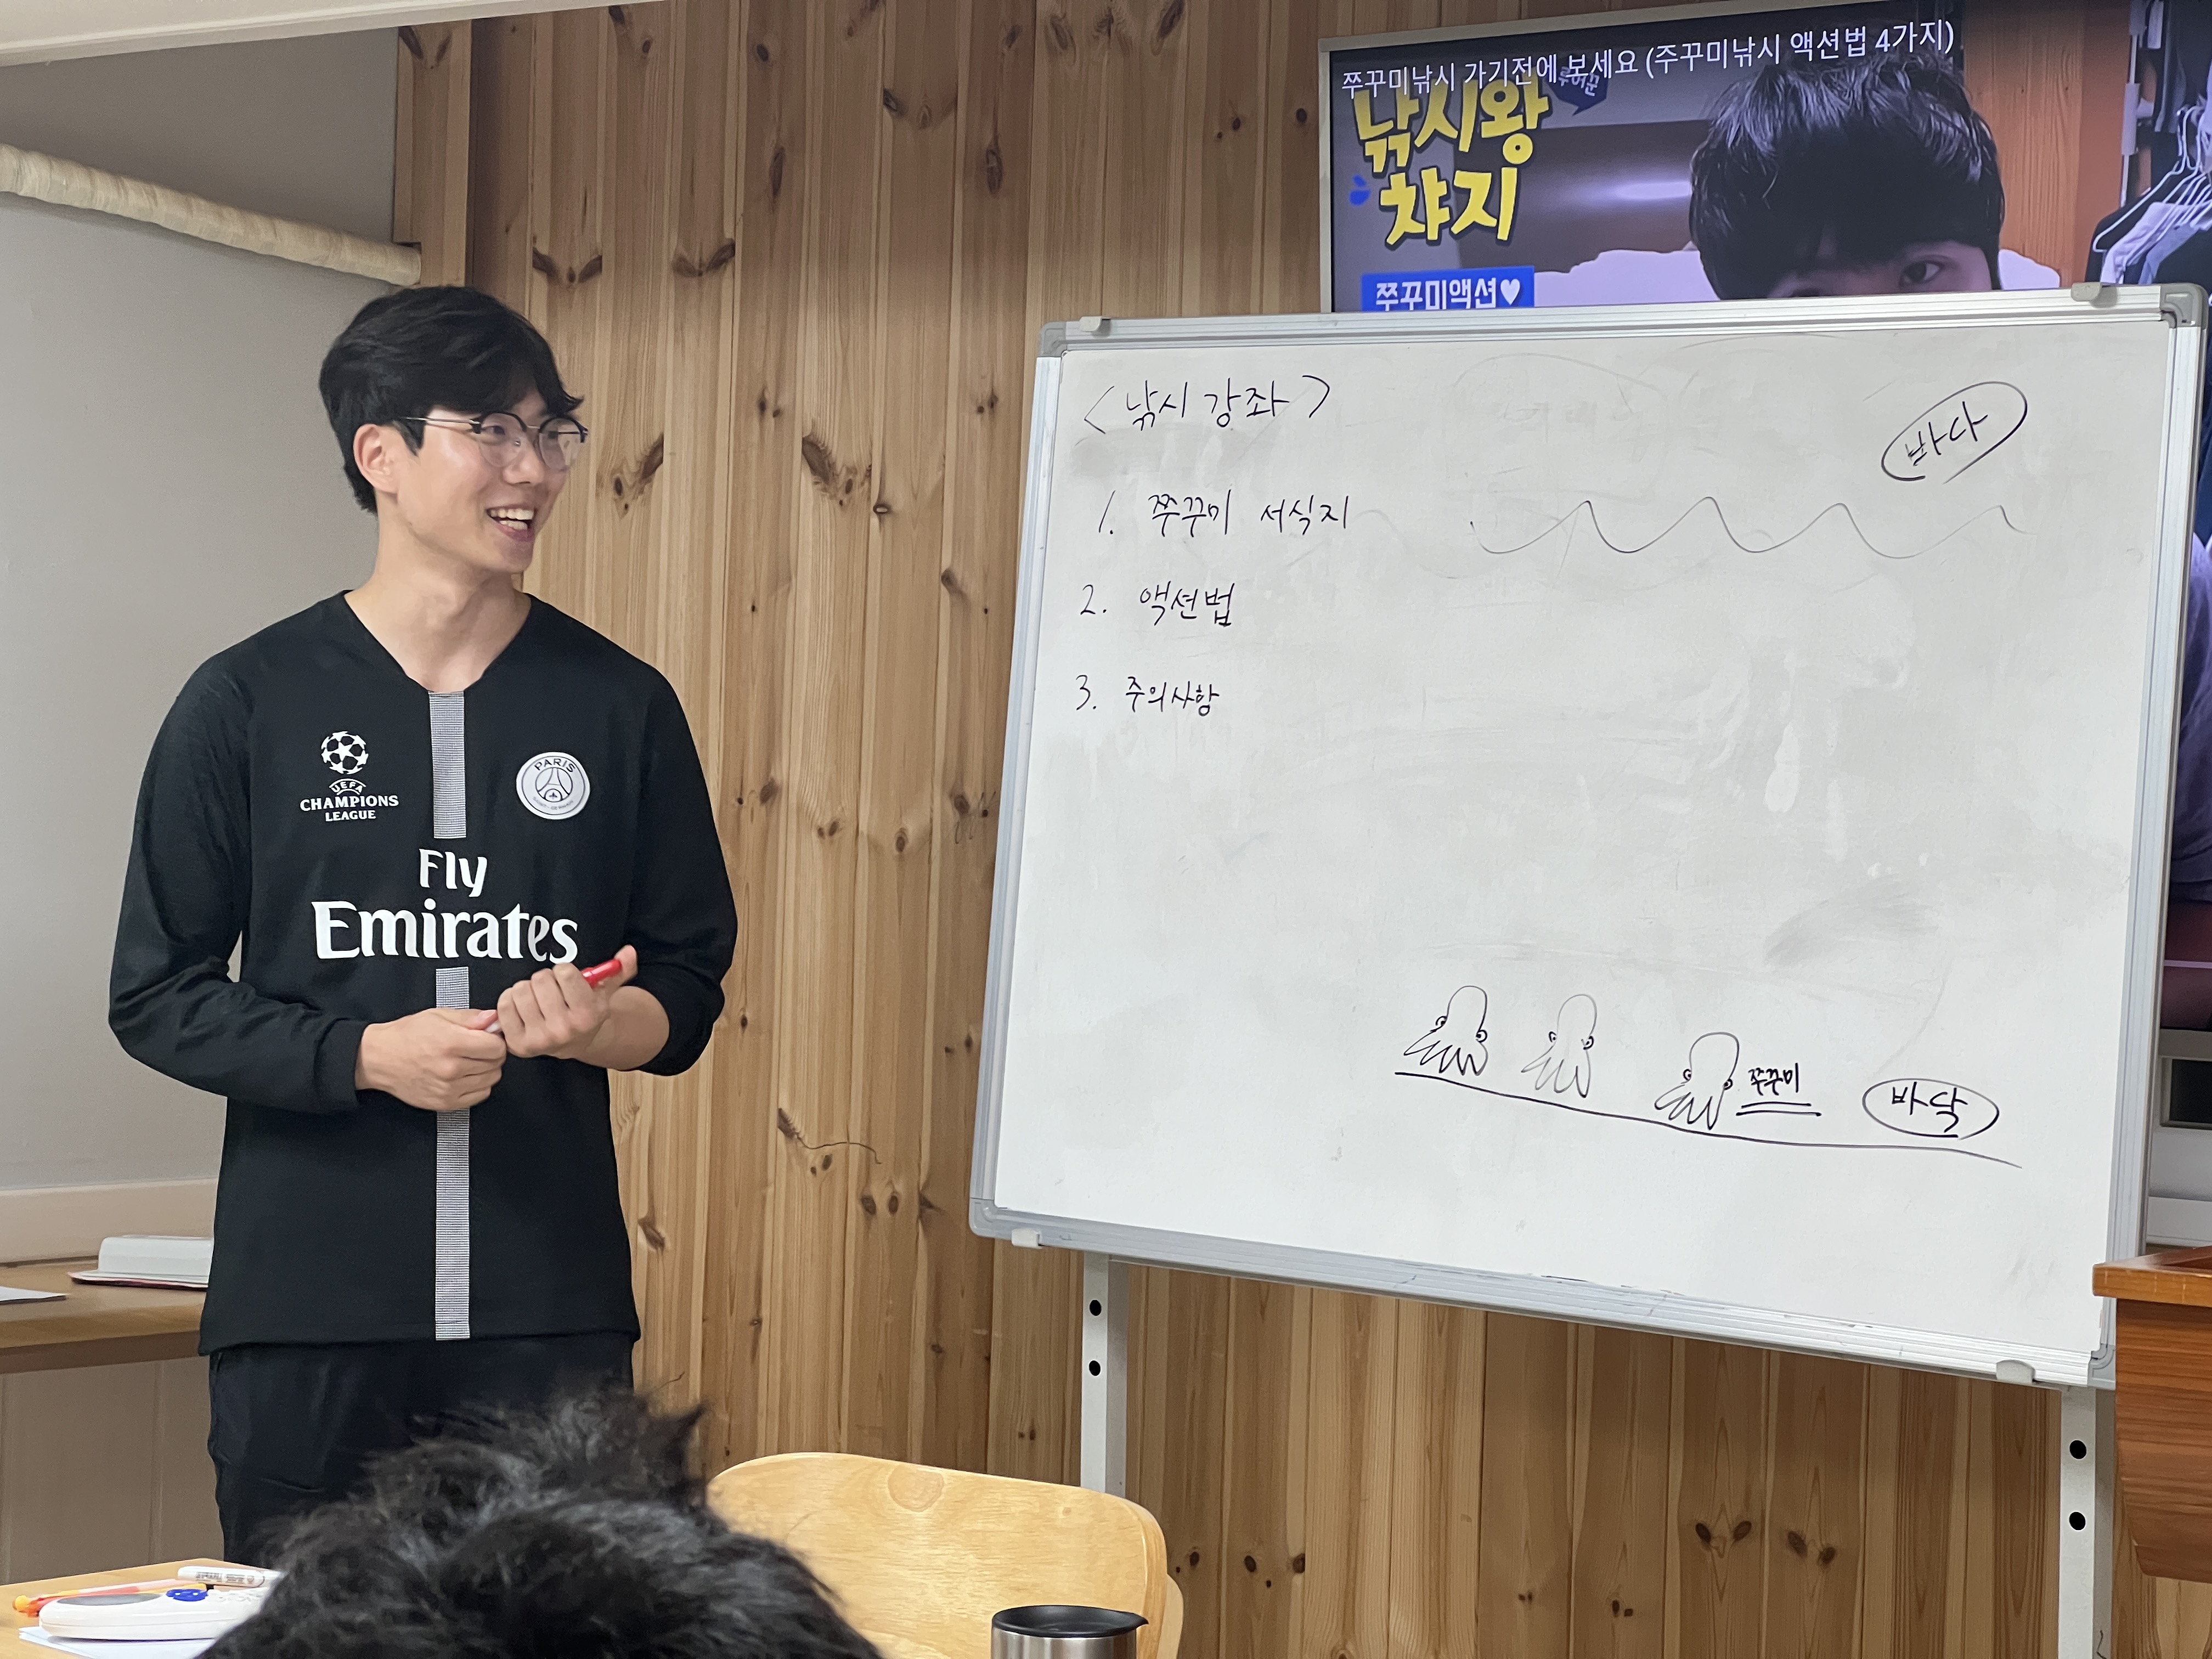 쭈꾸미낚시 가기전에 보세요 (주꾸미낚시 액션법 4가지)
낚시왕
챠지
쭈꾸미액션♥
<낚시 강좌>
바다
1. 쭈꾸미 서식지
2. 액션법
3. 주의사항
쭈꾸미
바닥
UEFA
CHAMPIONS
LEAGUE
PARIS
Fly
Emirates